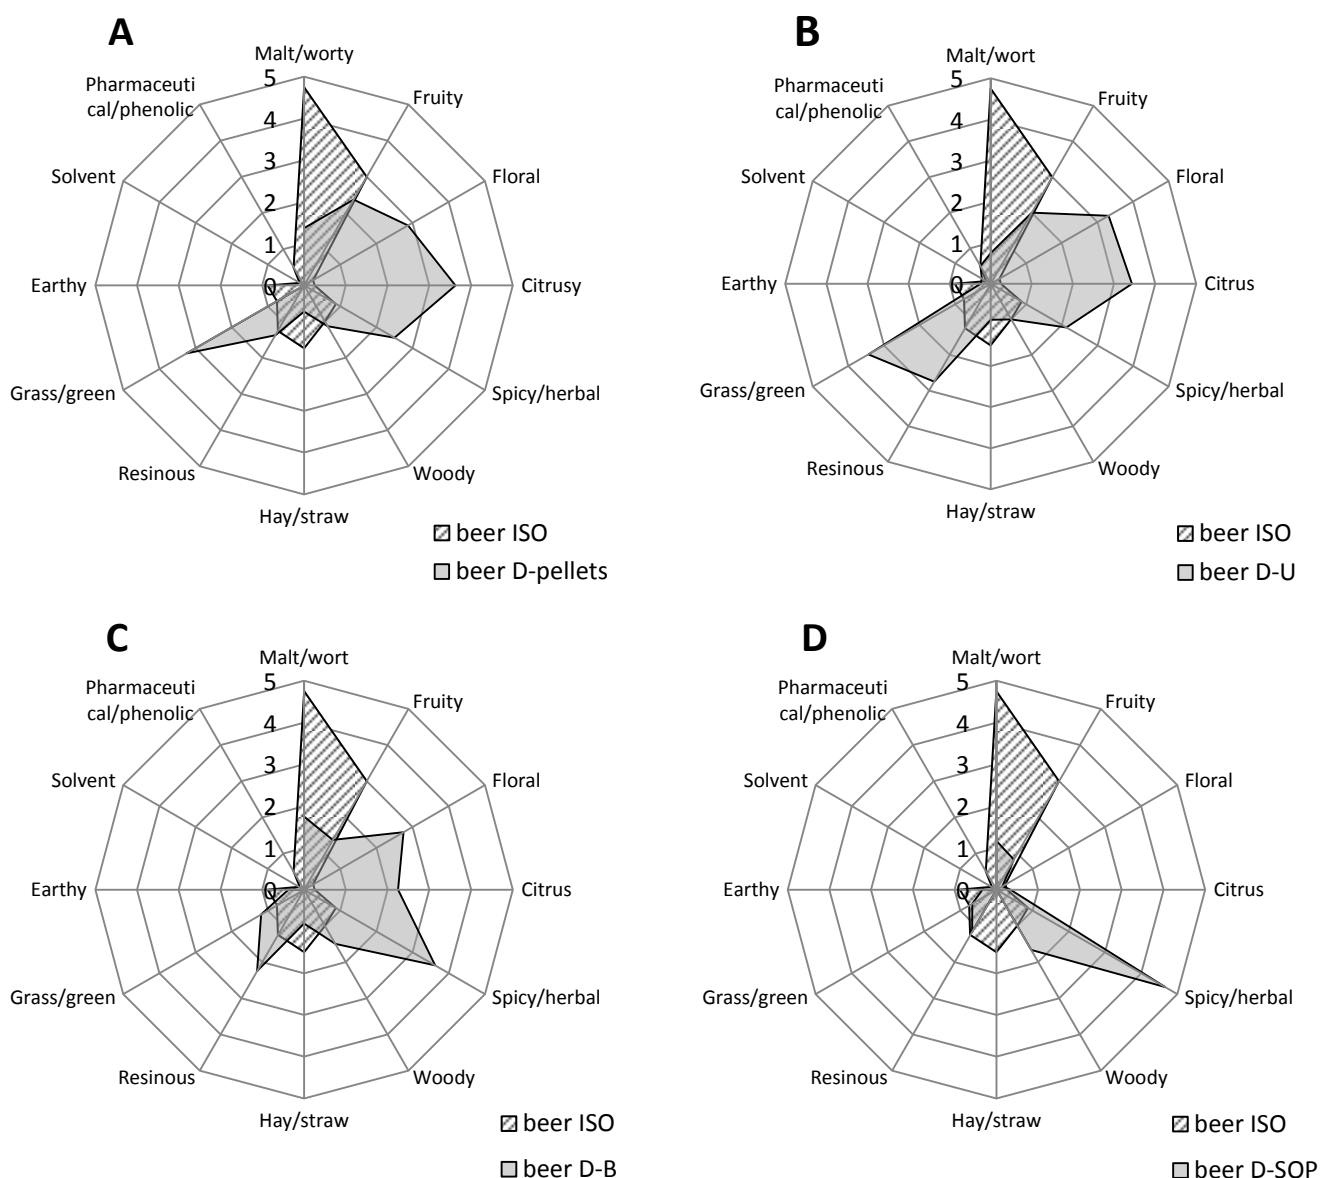 A
Malt/worty
Pharmaceuti
cal/phenolic
Fruity
Solvent
Floral
Earthy
Citrusy
Grass/green
Spicy/herbal
Resinous
Woody
Hay/straw
5
4
3
2
1
0
beer ISO
beer D-pellets
B
Malt/wort
Pharmaceuti
cal/phenolic
Fruity
Solvent
Floral
Earthy
Citrus
Grass/green
Spicy/herbal
Resinous
Woody
Hay/straw
5
4
3
2
1
0
beer ISO
beer D-U
C
Malt/wort
Pharmaceuti
cal/phenolic
Fruity
Solvent
Floral
Earthy
Citrus
Grass/green
Spicy/herbal
Resinous
Woody
Hay/straw
5
4
3
2
1
0
beer ISO
beer D-B
D
Malt/wort
Pharmaceuti
cal/phenolic
Fruity
Solvent
Floral
Earthy
Citrus
Grass/green
Spicy/herbal
Resinous
Woody
Hay/straw
5
4
3
2
1
0
beer ISO
beer D-SOP